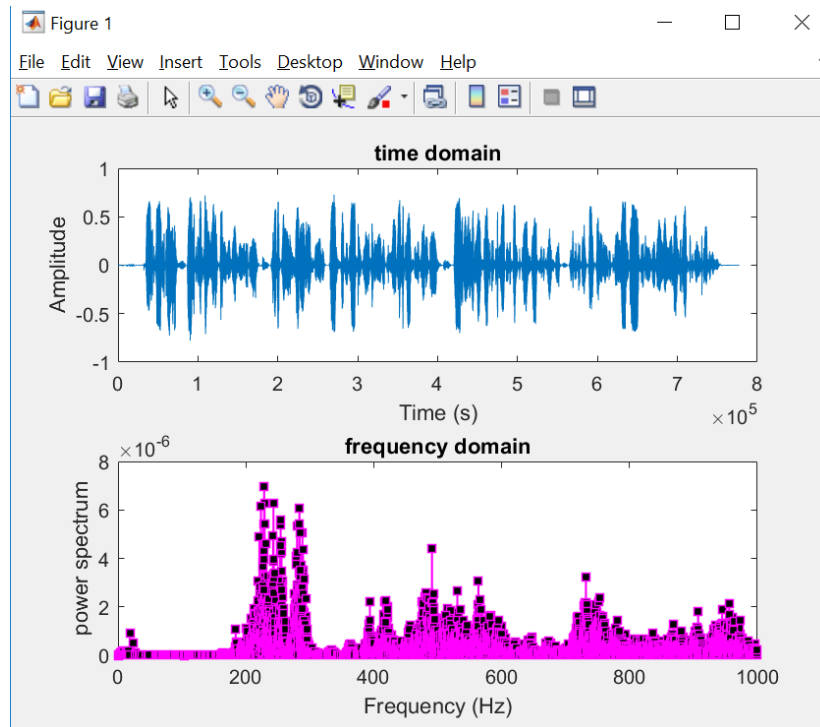 Figure 1
File Edit View Insert Tools Desktop Window Help
time domain
Amplitude
1
0.5
0
-0.5
-1
0 1 2 3 4 5 6 7 8
Time (s)
×10^5
×10^-6
frequency domain
power spectrum
8
6
4
2
0
0 200 400 600 800 1000
Frequency (Hz)